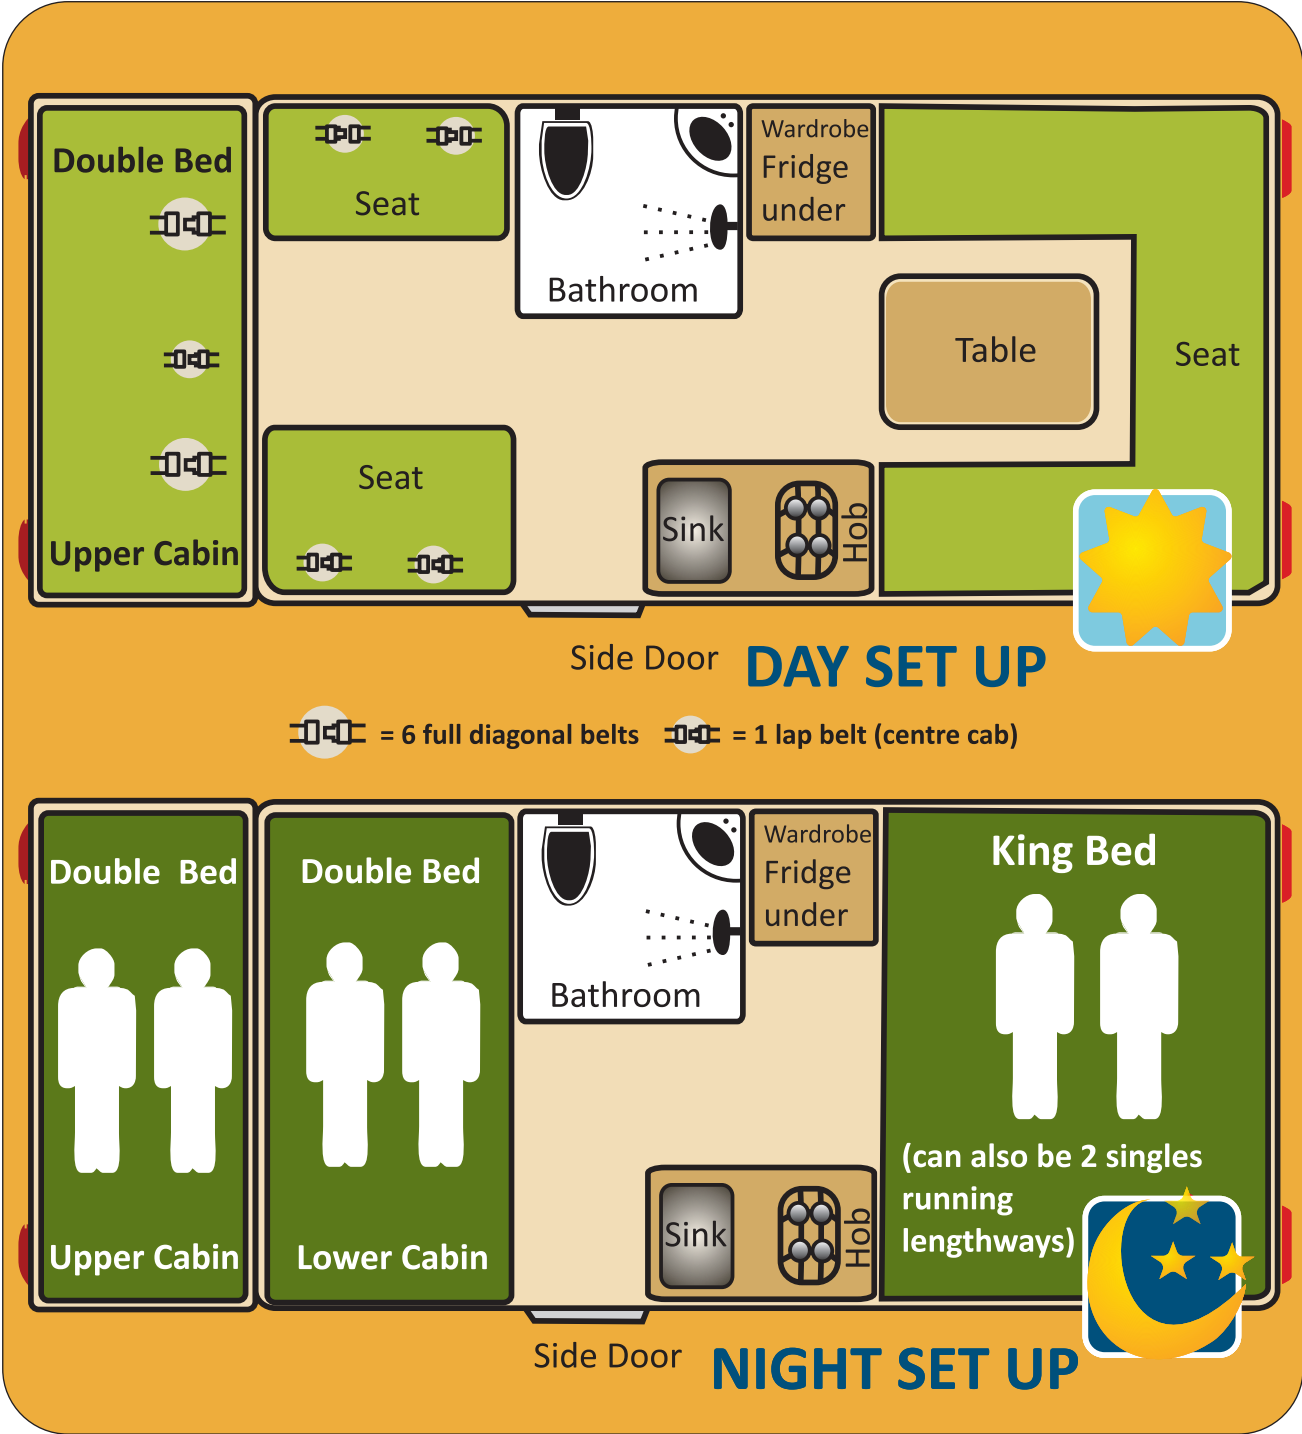 Double Bed
Upper Cabin
Seat
Seat
Bathroom
Wardrobe
Fridge
under
Table
Seat
Sink
Hob
Side Door
DAY SET UP
= 6 full diagonal belts
= 1 lap belt (centre cab)
Double Bed
Upper Cabin
Double Bed
Lower Cabin
Bathroom
Wardrobe
Fridge
under
King Bed
(can also be 2 singles
running
lengthways)
Sink
Hob
Side Door
NIGHT SET UP